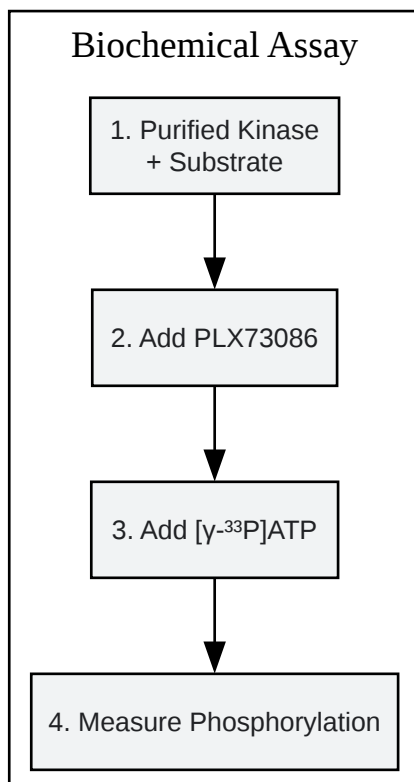 Biochemical Assay
1. Purified Kinase
+ Substrate
2. Add PLX73086
3. Add [γ-³³P]ATP
4. Measure Phosphorylation